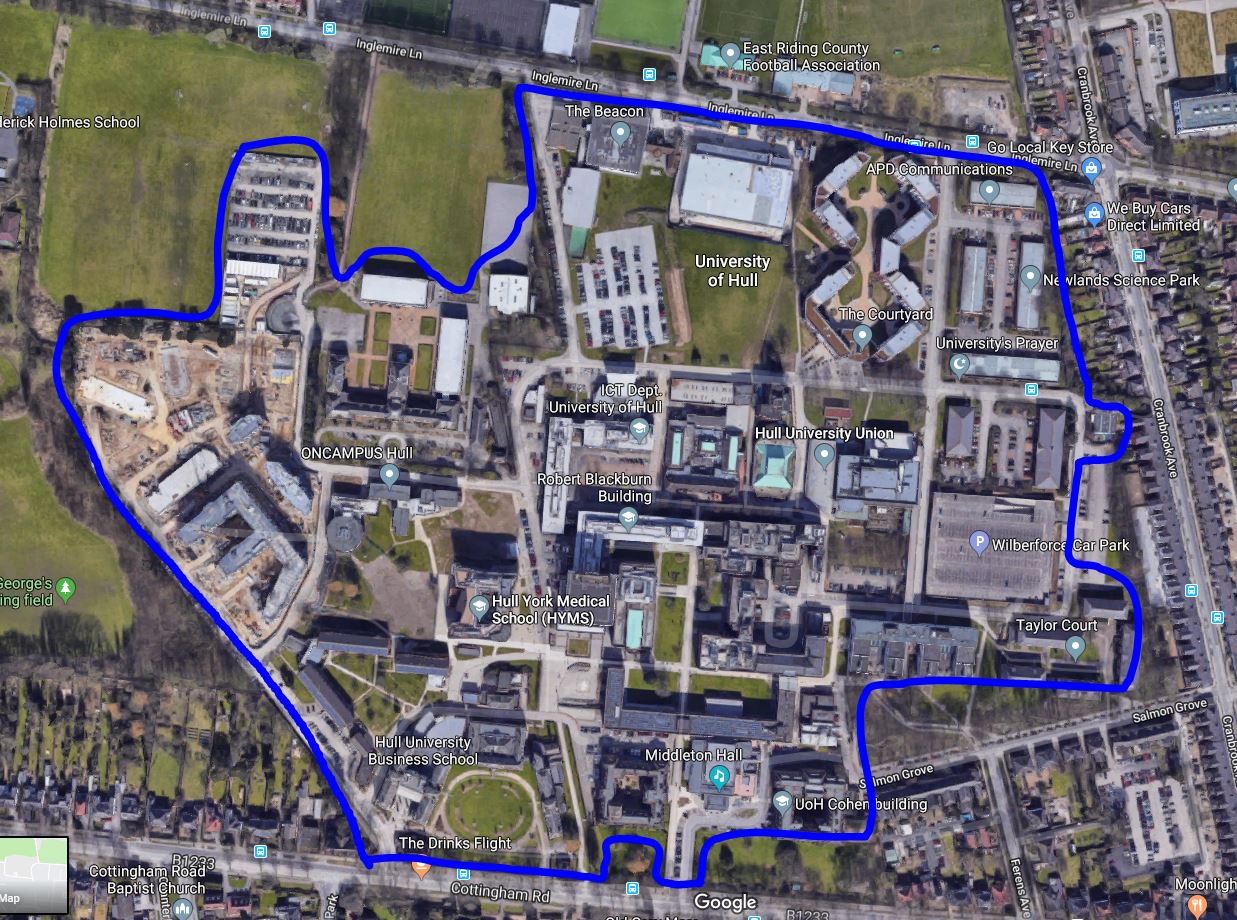 Inglemire Ln
Inglemire Ln
East Riding County
Football Association
Inglemire Ln
Cranbrook Ave
The Beacon
Inglemire Ln
derick Holmes School
Inglemire Ln
Go Local Key Store
Inglemire Ln
APD Communications
We Buy Cars
Direct Limited
University
of Hull
Newlands Science Park
The Courtyard
University's Prayer
ICT Dept.
University of Hull
Cranbrook Ave
Hull University Union
ONCAMPUS Hull
Robert Blackburn
Building
P
Wilberforce Car Park
George's
ing field
Hull York Medical
School (HYMS)
Taylor Court
Salmon Grove
Cranbrook
Hull University
Business School
Middleton Hall
Salmon Grove
UoH Cohen building
The Drinks Flight
B1233
Cottingham Road
Baptist Church
Map
Cottingham Rd
Ferens Ave
Park
Google
Moonligh
B1233